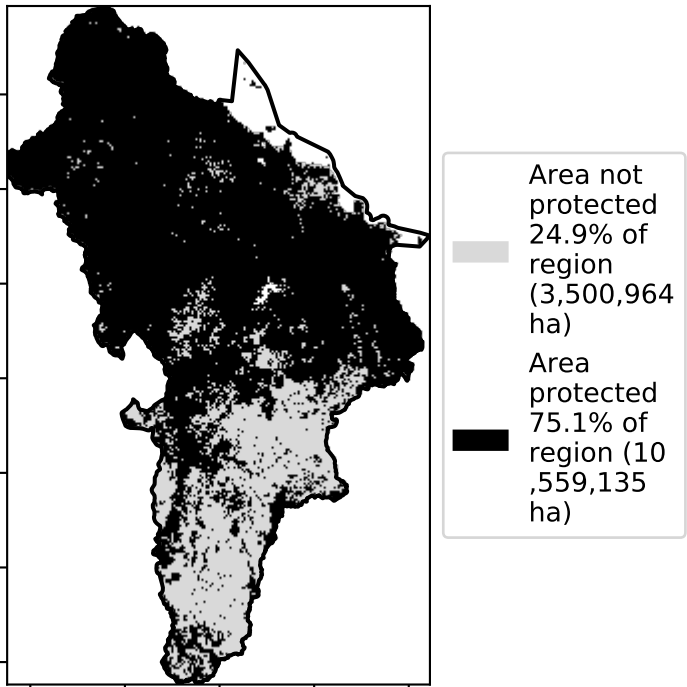 Area not
protected
24.9% of
region
(3,500,964
ha)
Area
protected
75.1% of
region (10
,559,135
ha)